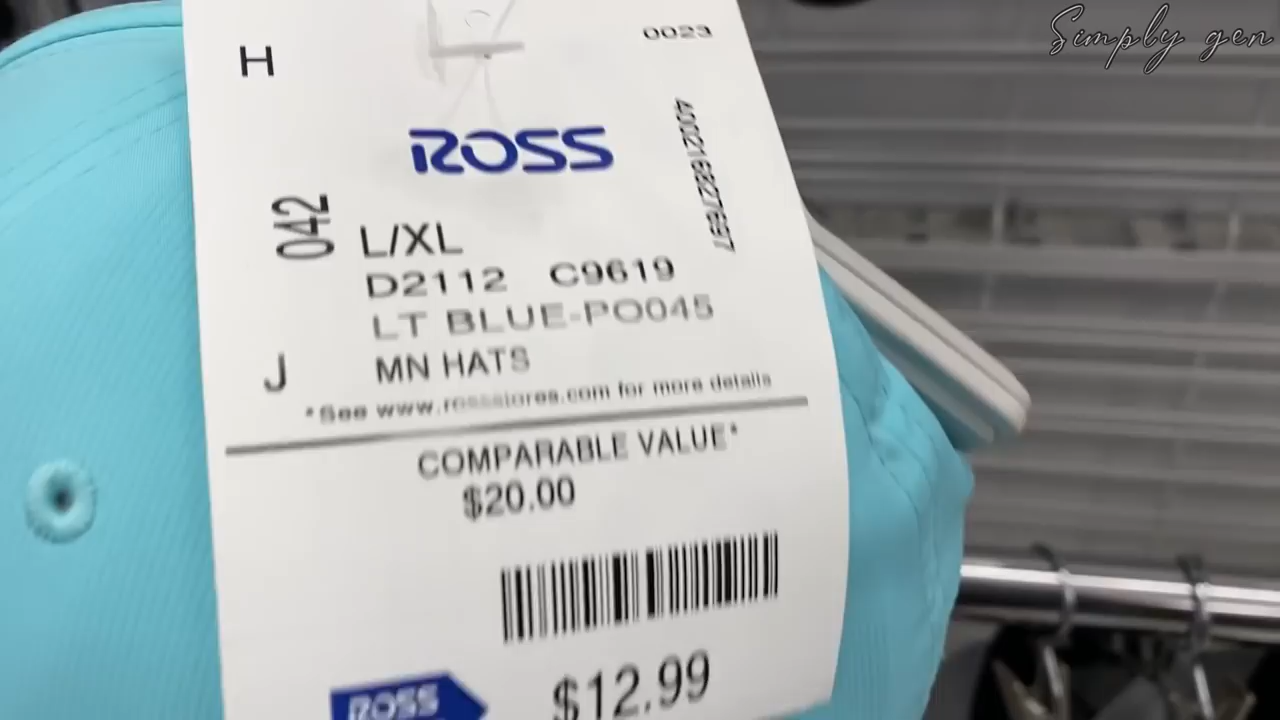 Simply gen
H
0023
ROSS
400216827697
042
L/XL
D2112 C9619
LT BLUE-PO045
J
MN HATS
*See www.rossstores.com for more details
COMPARABLE VALUE*
$20.00
$12.99
ROSS